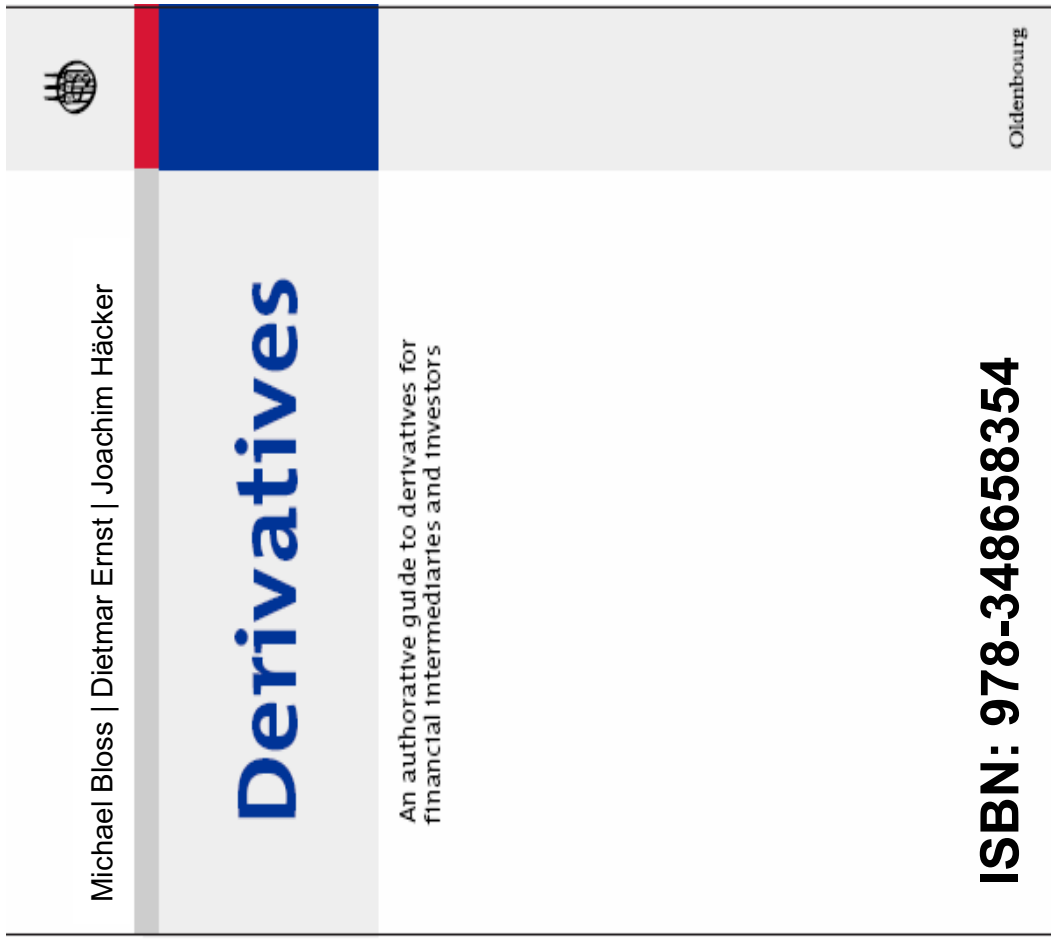 Michael Bloss | Dietmar Ernst | Joachim Häcker
Derivatives
An authorative guide to derivatives for
financial intermediaries and investors
ISBN: 978-3486583540
Oldenbourg